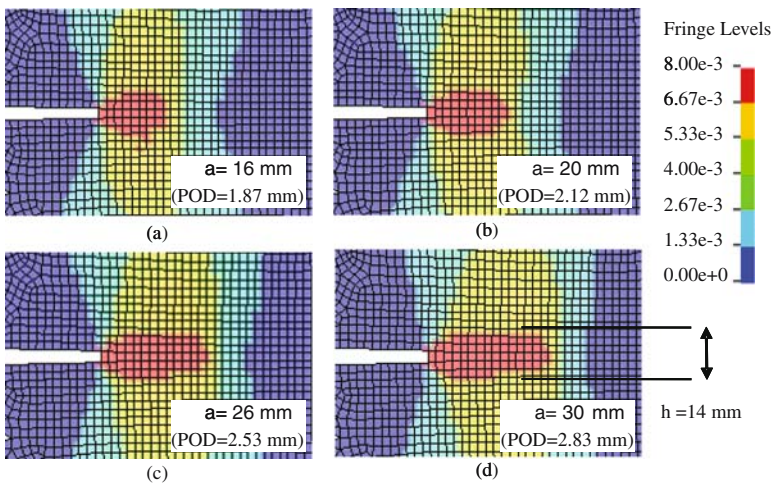 a= 16 mm
(POD=1.87 mm)
(a)
a= 20 mm
(POD=2.12 mm)
(b)
Fringe Levels
8.00e-3
6.67e-3
5.33e-3
4.00e-3
2.67e-3
1.33e-3
0.00e+0
a= 26 mm
(POD=2.53 mm)
(c)
a= 30 mm
(POD=2.83 mm)
(d)
h =14 mm